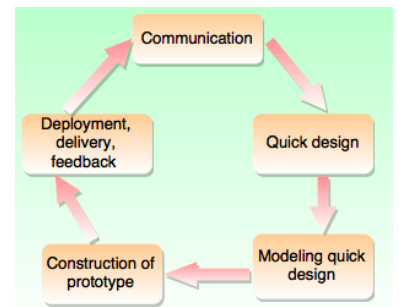 Communication
Quick design
Modeling quick
design
Construction of
prototype
Deployment,
delivery,
feedback